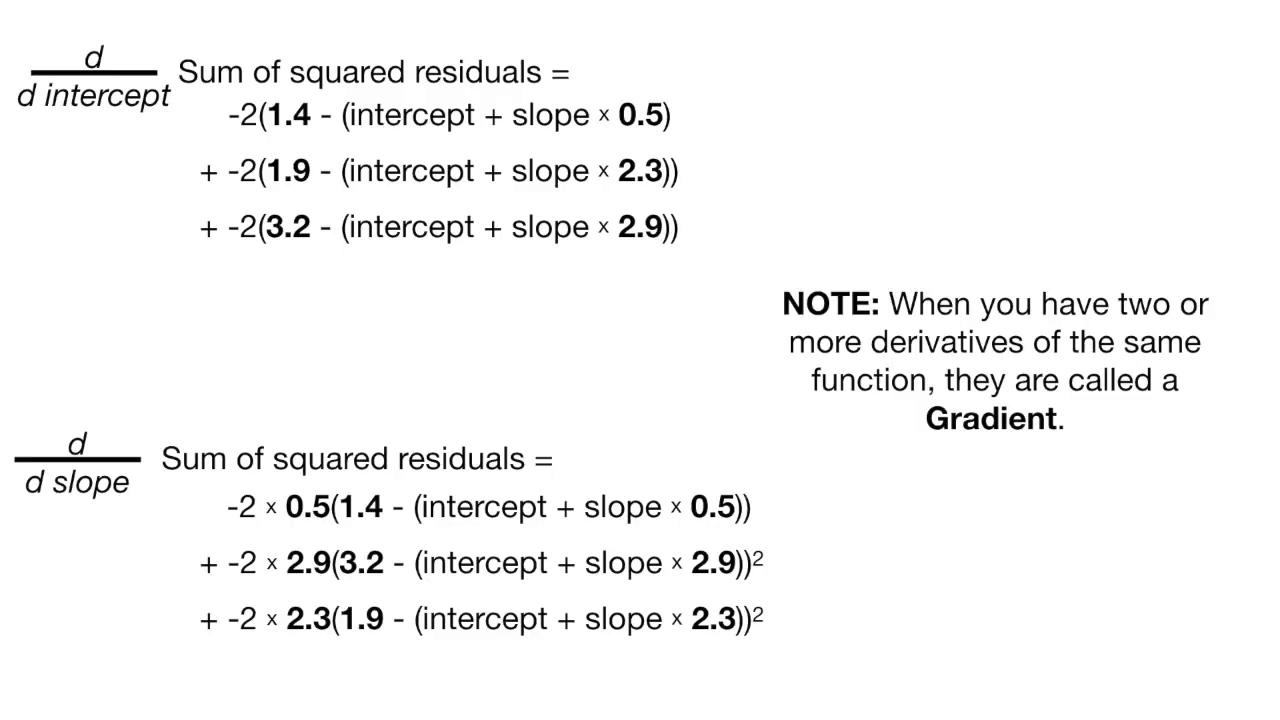 d
d intercept
Sum of squared residuals =
-2(1.4 - (intercept + slope × 0.5)
+ -2(1.9 - (intercept + slope × 2.3))
+ -2(3.2 - (intercept + slope × 2.9))
NOTE: When you have two or
more derivatives of the same
function, they are called a
Gradient.
d
d slope
Sum of squared residuals =
-2 × 0.5(1.4 - (intercept + slope × 0.5))
+ -2 × 2.9(3.2 - (intercept + slope × 2.9))²
+ -2 × 2.3(1.9 - (intercept + slope × 2.3))²